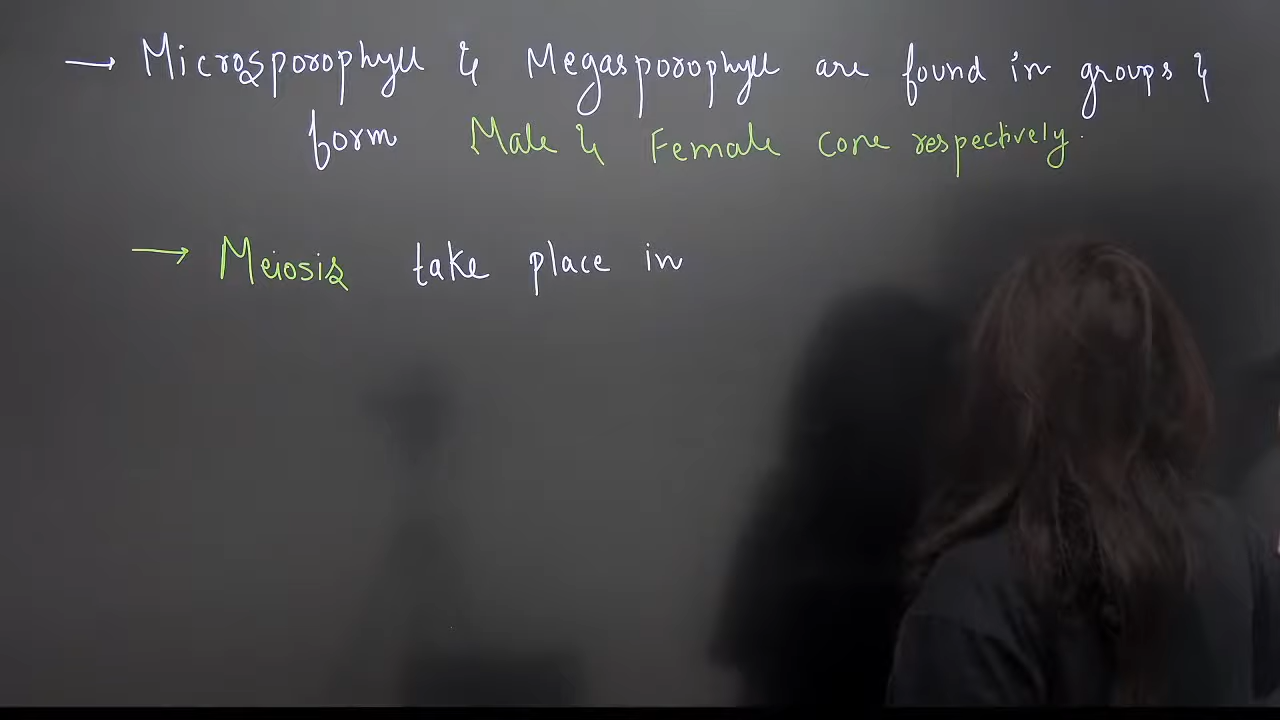 → Microsporophyll & Megasporophyll are found in groups &
form Male & Female cone respectively.
→ Meiosis take place in